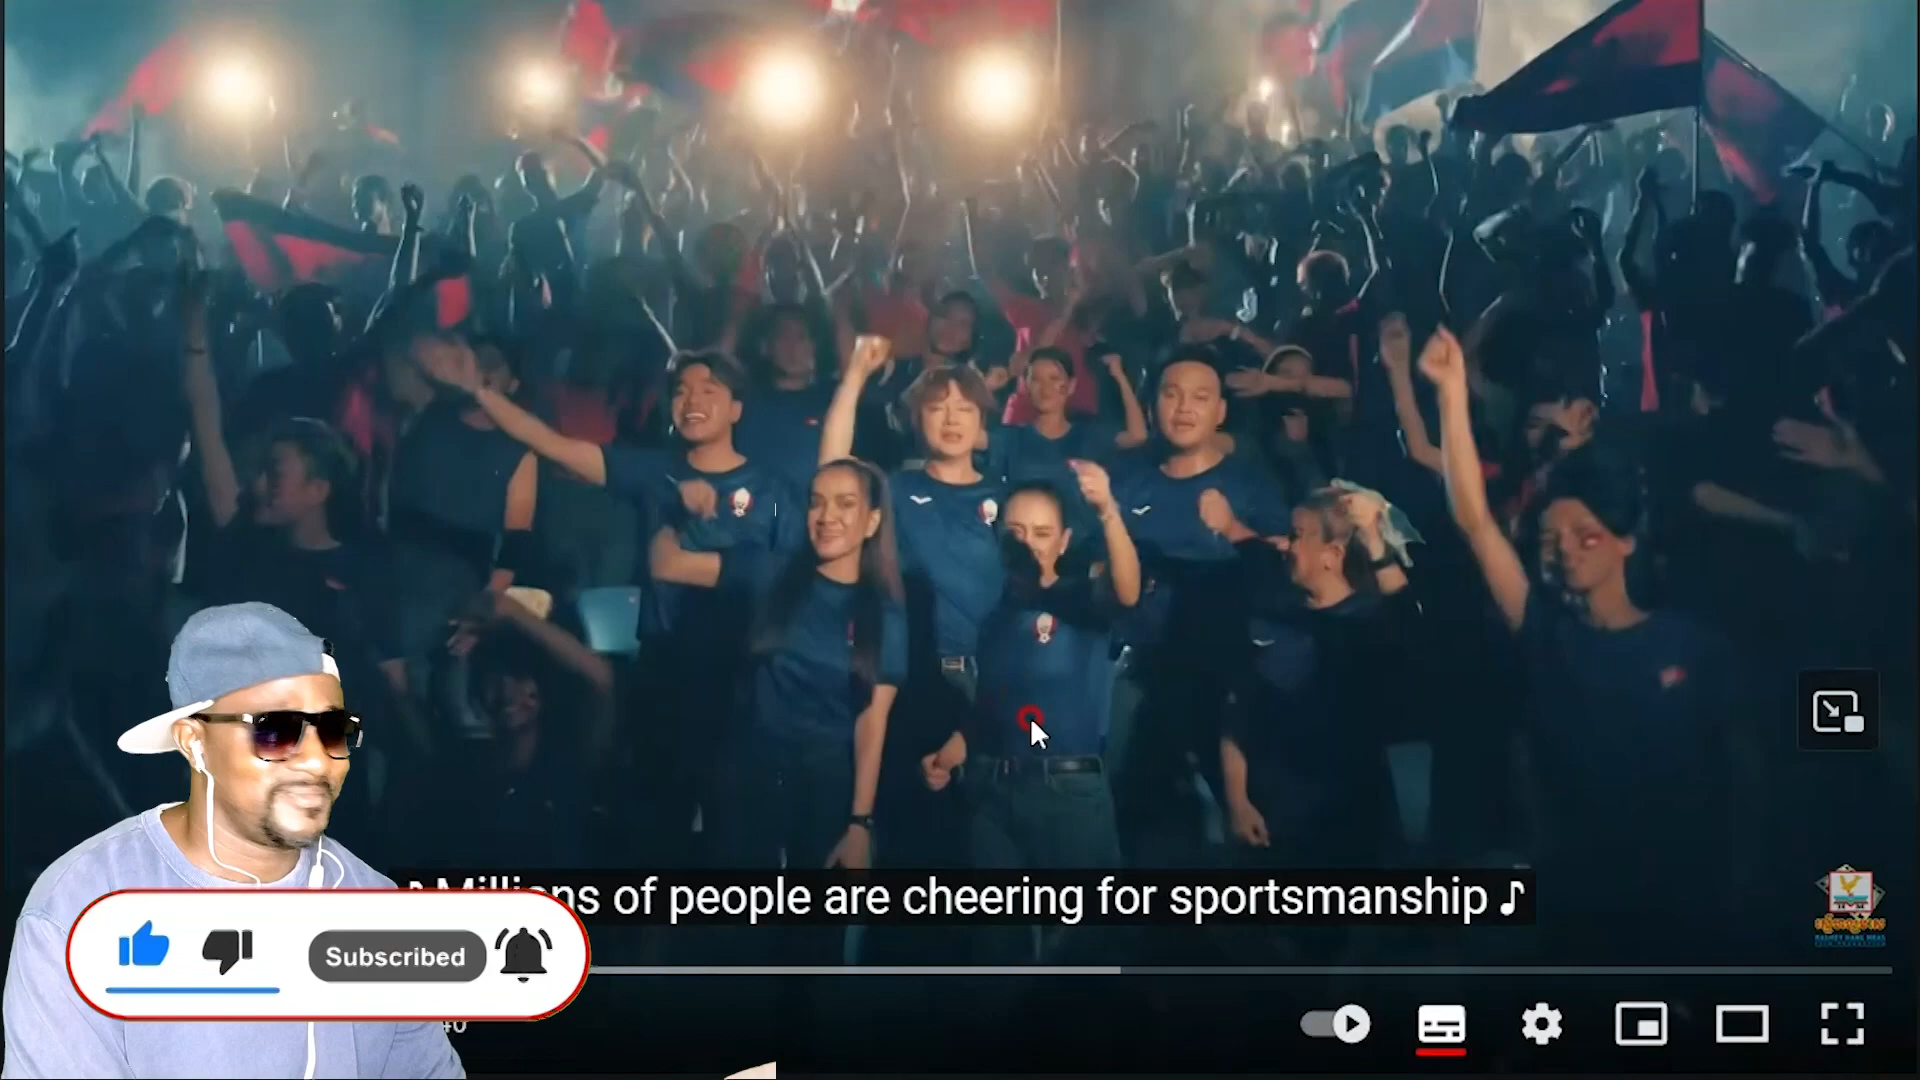 ♪ Millions of people are cheering for sportsmanship ♪
Subscribed